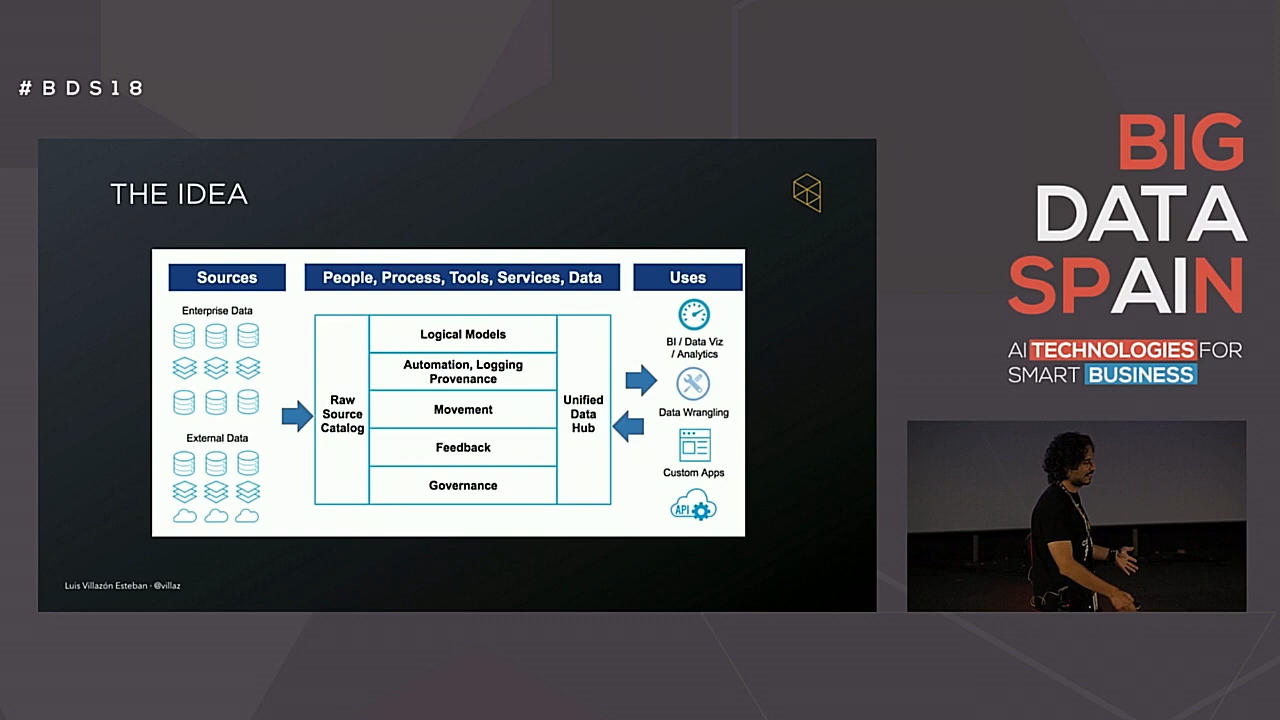 #BDS18
THE IDEA
Sources
People, Process, Tools, Services, Data
Uses
Enterprise Data
External Data
Raw
Source
Catalog
Logical Models
Automation, Logging
Provenance
Movement
Feedback
Governance
Unified
Data
Hub
BI / Data Viz
/ Analytics
Data Wrangling
Custom Apps
API
Luis Villazón Esteban - @villaz
BIG
DATA
SPAIN
AI TECHNOLOGIES FOR
SMART BUSINESS